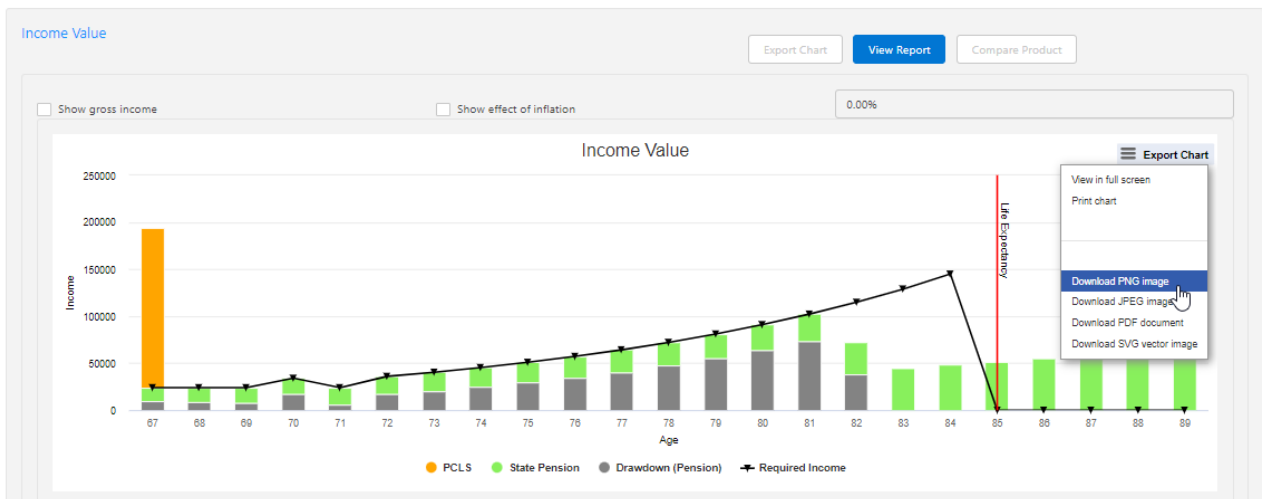 Income Value
Export Chart
View Report
Compare Product
Show gross income
Show effect of inflation
0.00%
Income Value
Export Chart
View in full screen
Print chart
Download PNG image
Download JPEG image
Download PDF document
Download SVG vector image
250000
200000
150000
100000
50000
0
Income
Life Expectancy
67 68 69 70 71 72 73 74 75 76 77 78 79 80 81 82 83 84 85 86 87 88 89
Age
PCLS State Pension Drawdown (Pension) Required Income